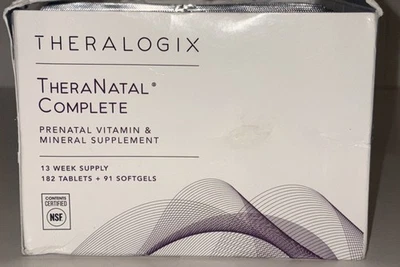 THERALOGIX
THERANATAL®
COMPLETE
PRENATAL VITAMIN &
MINERAL SUPPLEMENT
13 WEEK SUPPLY
182 TABLETS + 91 SOFTGELS
CONTENTS
CERTIFIED
NSF